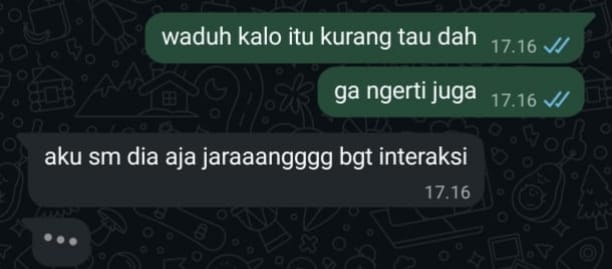 waduh kalo itu kurang tau dah 17.16
ga ngerti juga 17.16
aku sm dia aja jaraaangggg bgt interaksi
17.16